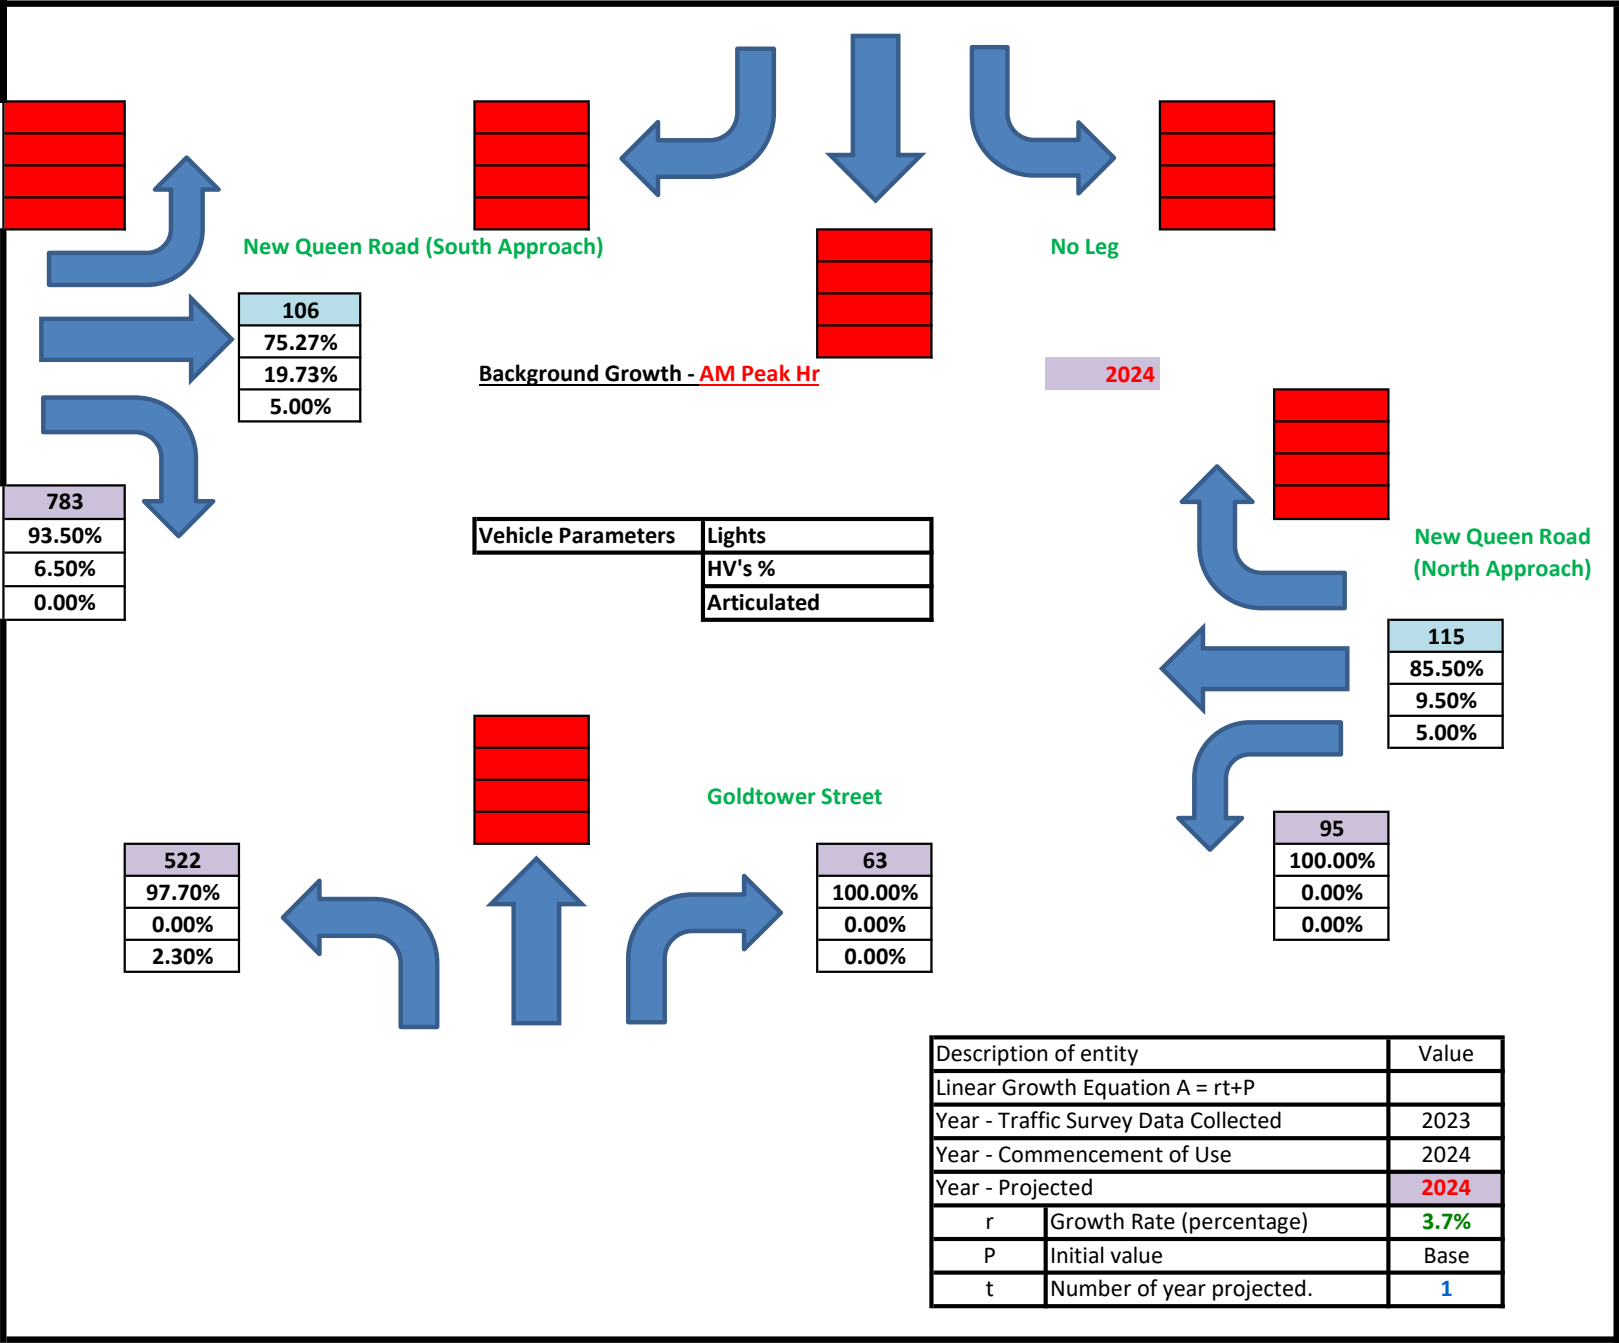 New Queen Road (South Approach)
No Leg
106
75.27%
19.73%
5.00%
Background Growth - AM Peak Hr
2024
783
93.50%
6.50%
0.00%
Vehicle Parameters
Lights
HV's %
Articulated
New Queen Road
(North Approach)
115
85.50%
9.50%
5.00%
Goldtower Street
522
97.70%
0.00%
2.30%
63
100.00%
0.00%
0.00%
95
100.00%
0.00%
0.00%
Description of entity Value
Linear Growth Equation A = rt+P
Year - Traffic Survey Data Collected 2023
Year - Commencement of Use 2024
Year - Projected 2024
r Growth Rate (percentage) 3.7%
P Initial value Base
t Number of year projected. 1